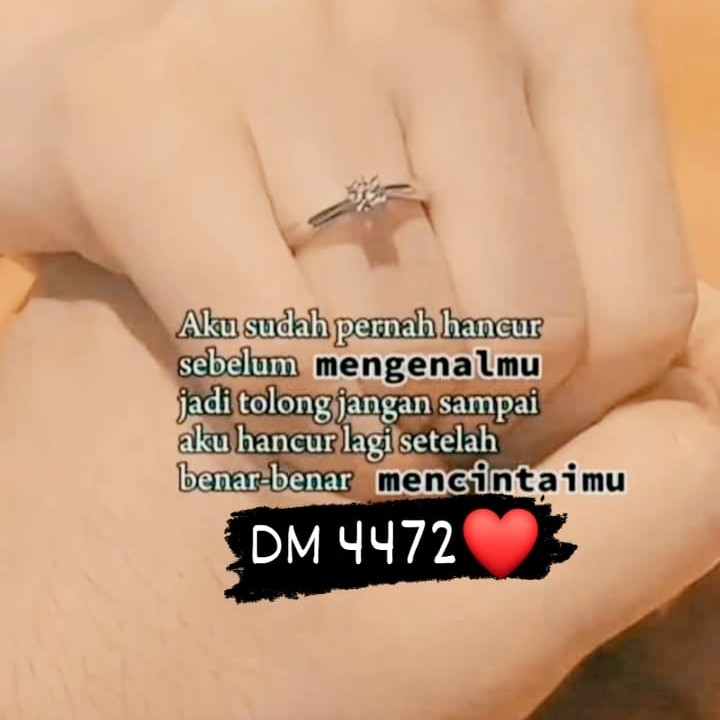 Aku sudah pernah hancur
sebelum mengenalmu
jadi tolong jangan sampai
aku hancur lagi setelah
benar-benar mencintaimu
DM 4472❤️